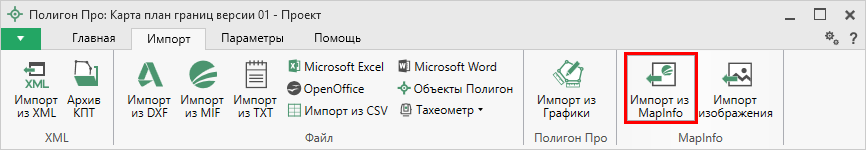 Полигон Про: Карта план границ версии 01 - Проект
Главная Импорт Параметры Помощь
XML
Импорт из XML
Архив КПТ
XML
Импорт из DXF
Импорт из MIF
Импорт из TXT
Microsoft Excel
OpenOffice
Импорт из CSV
Microsoft Word
Объекты Полигон
Тахеометр
Файл
Импорт из Графики
Полигон Про
Импорт из MapInfo
Импорт изображения
MapInfo